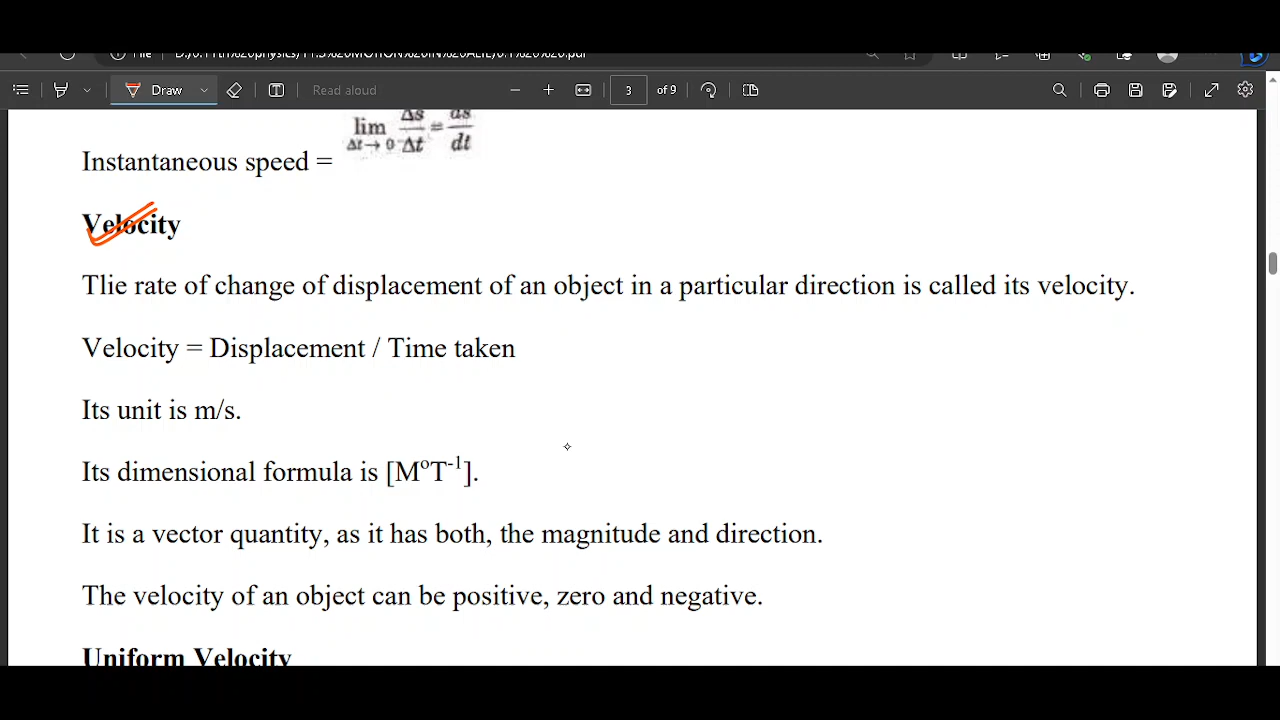 Draw
Read aloud
3
of 9
lim Δt→0 Δs/Δt = ds/dt
Instantaneous speed =
Velocity
Tlie rate of change of displacement of an object in a particular direction is called its velocity.
Velocity = Displacement / Time taken
Its unit is m/s.
Its dimensional formula is [M⁰T⁻¹].
It is a vector quantity, as it has both, the magnitude and direction.
The velocity of an object can be positive, zero and negative.
Uniform Velocity